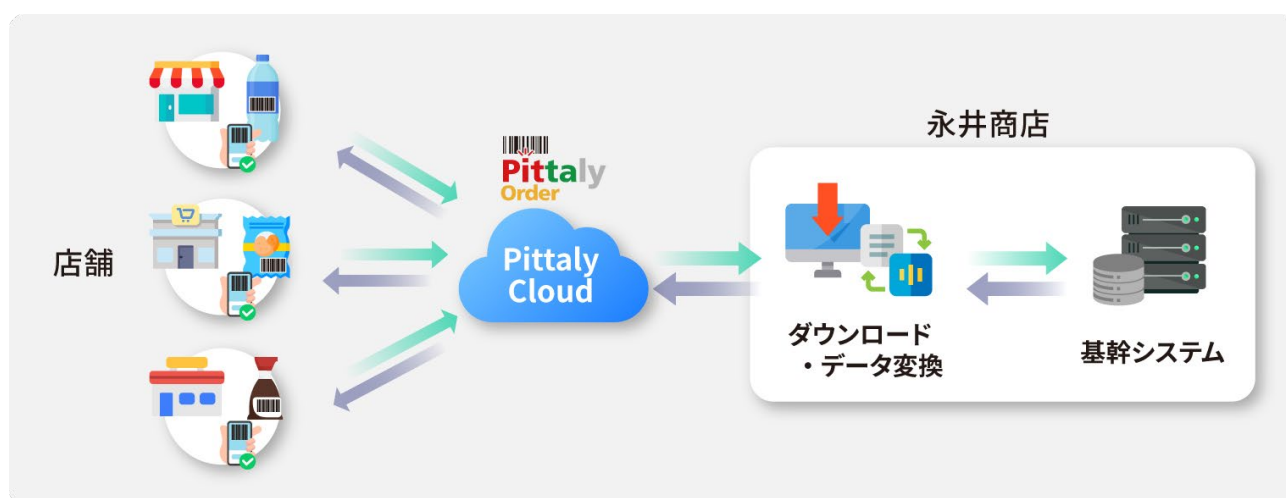 店舗
Pittaly
Order
Pittaly
Cloud
永井商店
ダウンロード
・データ変換
基幹システム